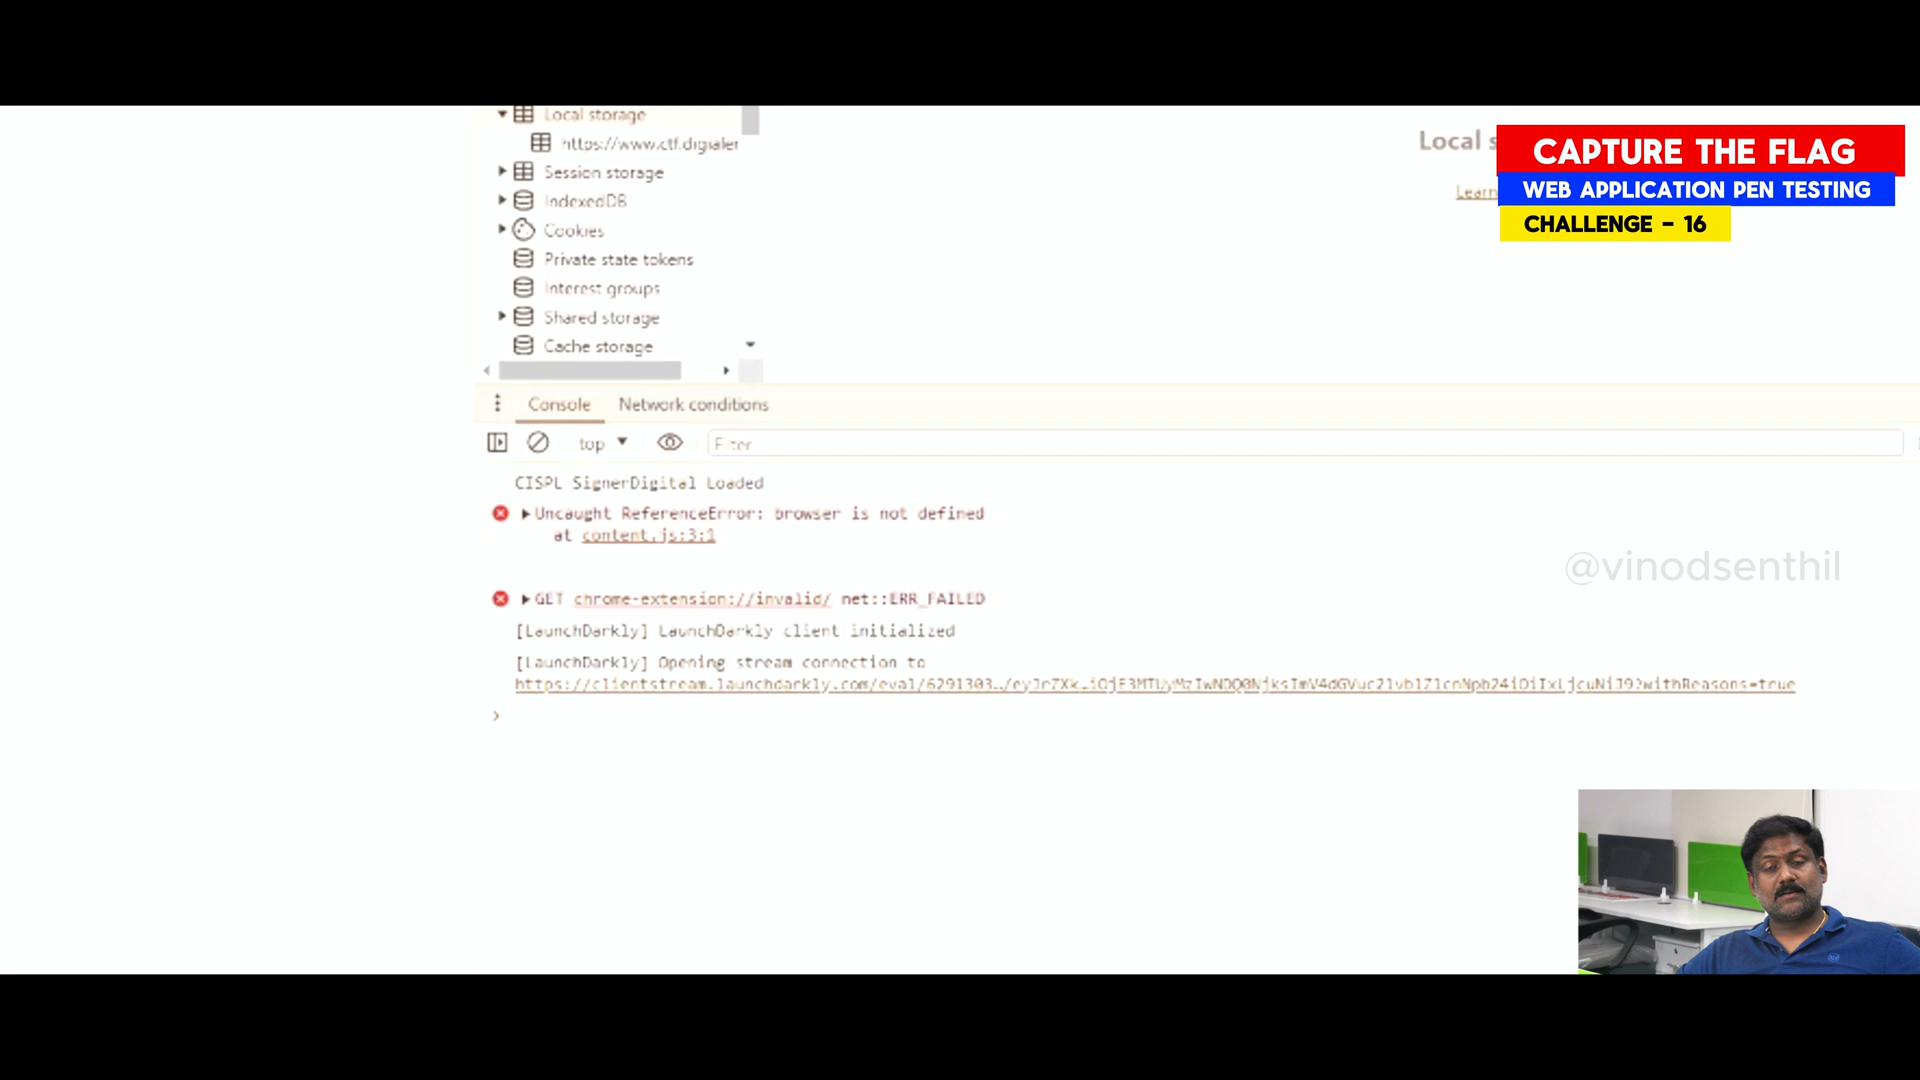 Local storage
https://www.ctf.digialer
Session storage
IndexedDB
Cookies
Private state tokens
Interest groups
Shared storage
Cache storage
Local s
Learn
CAPTURE THE FLAG
WEB APPLICATION PEN TESTING
CHALLENGE - 16
Console
Network conditions
top
Filter
CISPL SignerDigital Loaded
Uncaught ReferenceError: browser is not defined
at content.js:3:1
GET chrome-extension://invalid/ net::ERR_FAILED
[LaunchDarkly] LaunchDarkly client initialized
[LaunchDarkly] Opening stream connection to
@vinodsenthil